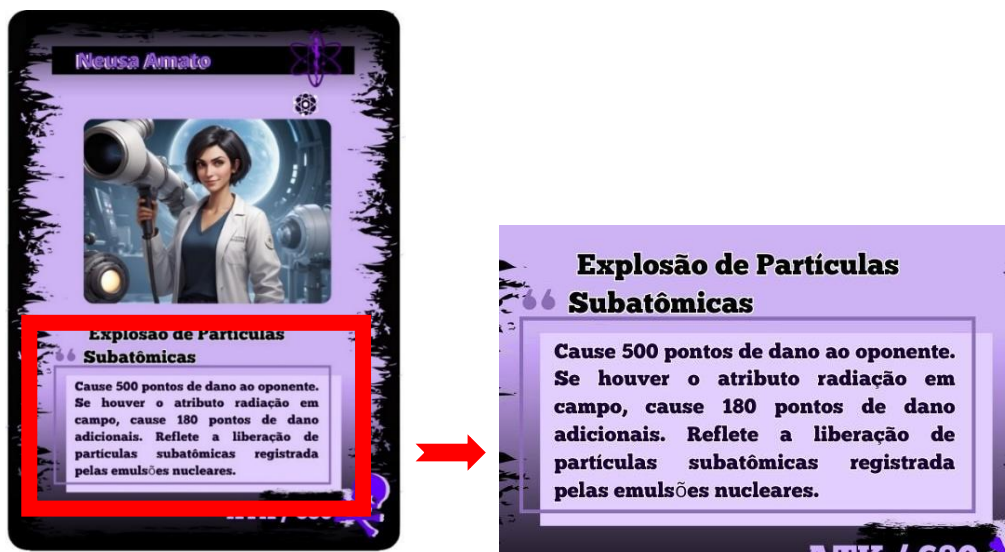 Neusa Amato
Explosão de Partículas
“ Subatômicas
Cause 500 pontos de dano ao oponente.
Se houver o atributo radiação em
campo, cause 180 pontos de dano
adicionais. Reflete a liberação de
partículas subatômicas registrada
pelas emulsões nucleares.
Explosão de Partículas
“ Subatômicas
Cause 500 pontos de dano ao oponente.
Se houver o atributo radiação em
campo, cause 180 pontos de dano
adicionais. Reflete a liberação de
partículas subatômicas registrada
pelas emulsões nucleares.